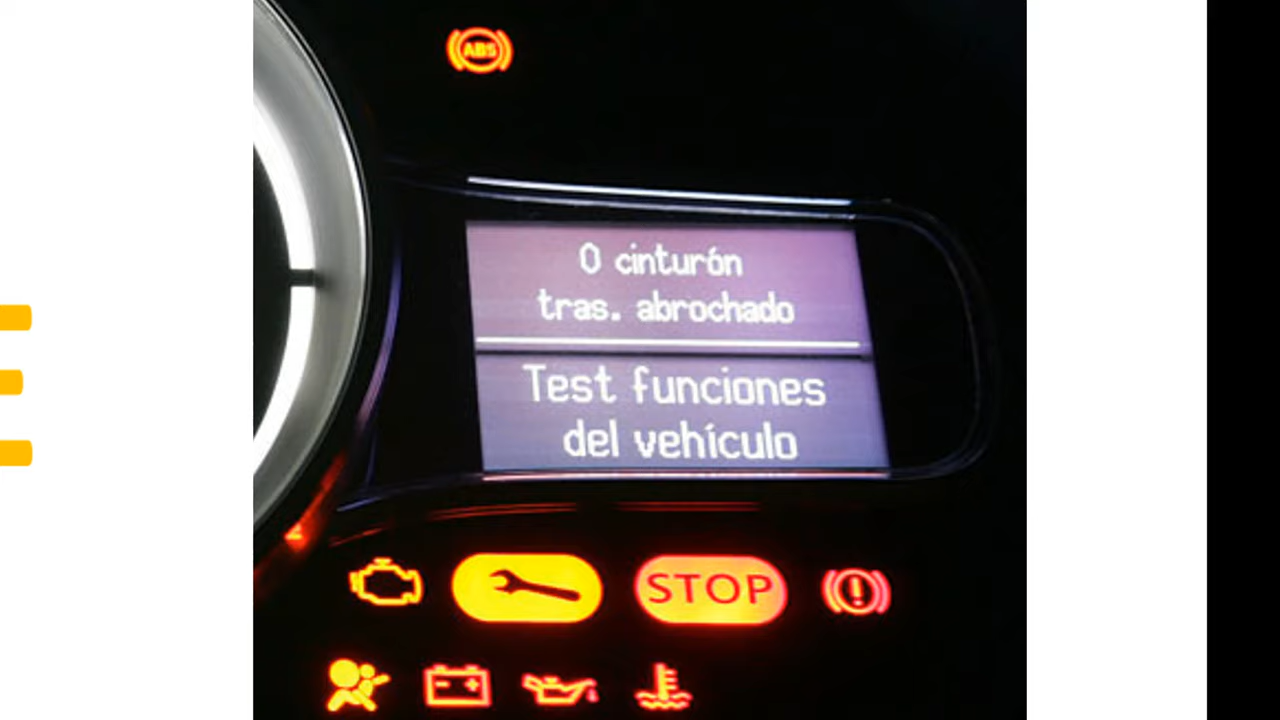 ABS
0 cinturón
tras. abrochado
Test funciones
del vehículo
STOP